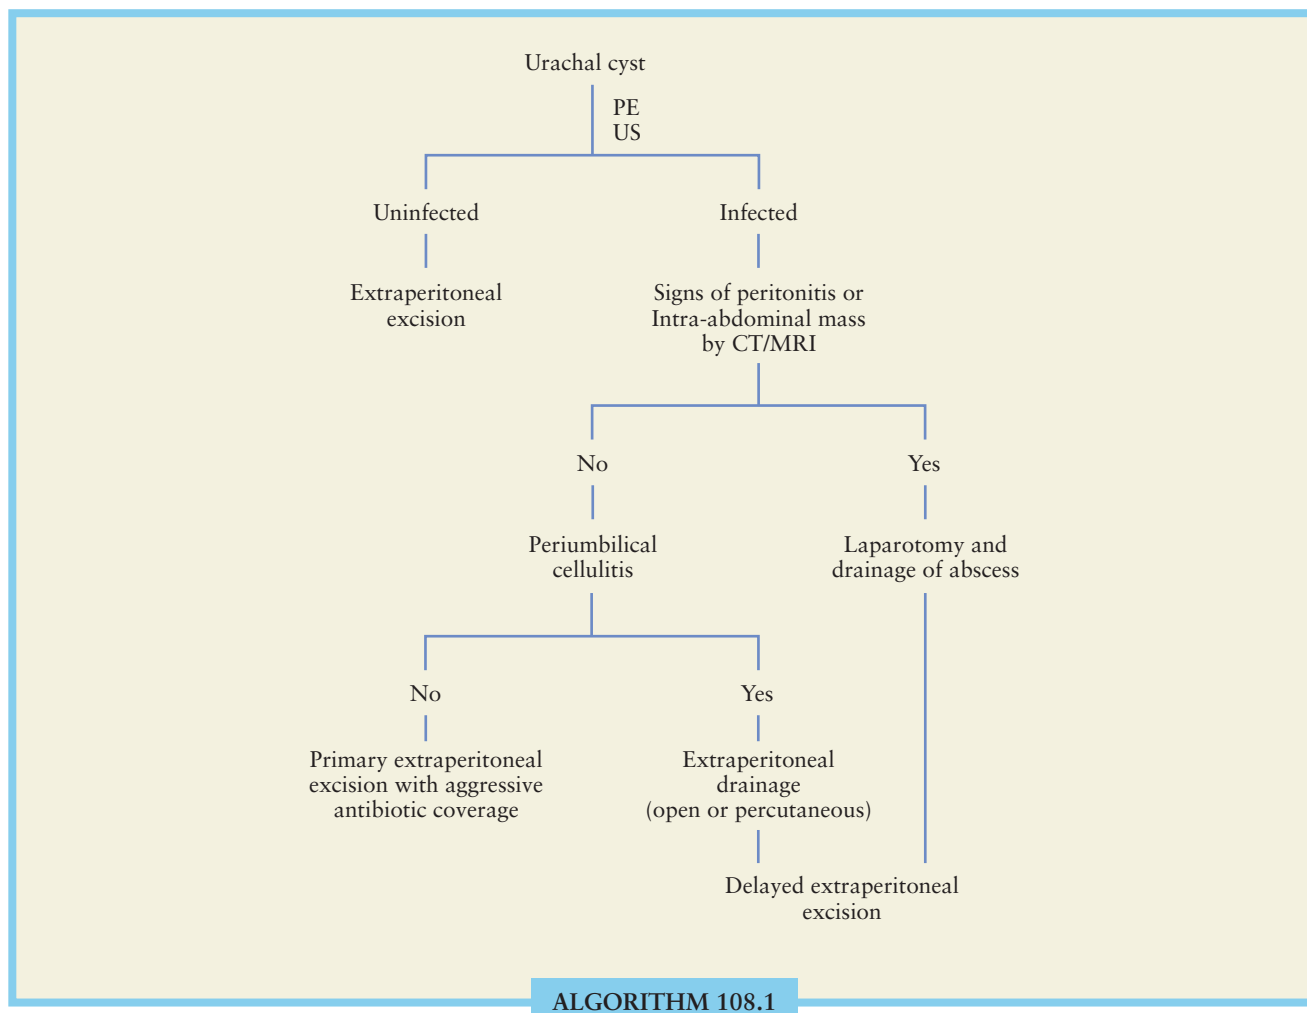 Urachal cyst
PE
US
Uninfected
Infected
Extraperitoneal
excision
Signs of peritonitis or
Intra-abdominal mass
by CT/MRI
No
Yes
Periumbilical
cellulitis
Laparotomy and
drainage of abscess
No
Yes
Primary extraperitoneal
excision with aggressive
antibiotic coverage
Extraperitoneal
drainage
(open or percutaneous)
Delayed extraperitoneal
excision
ALGORITHM 108.1